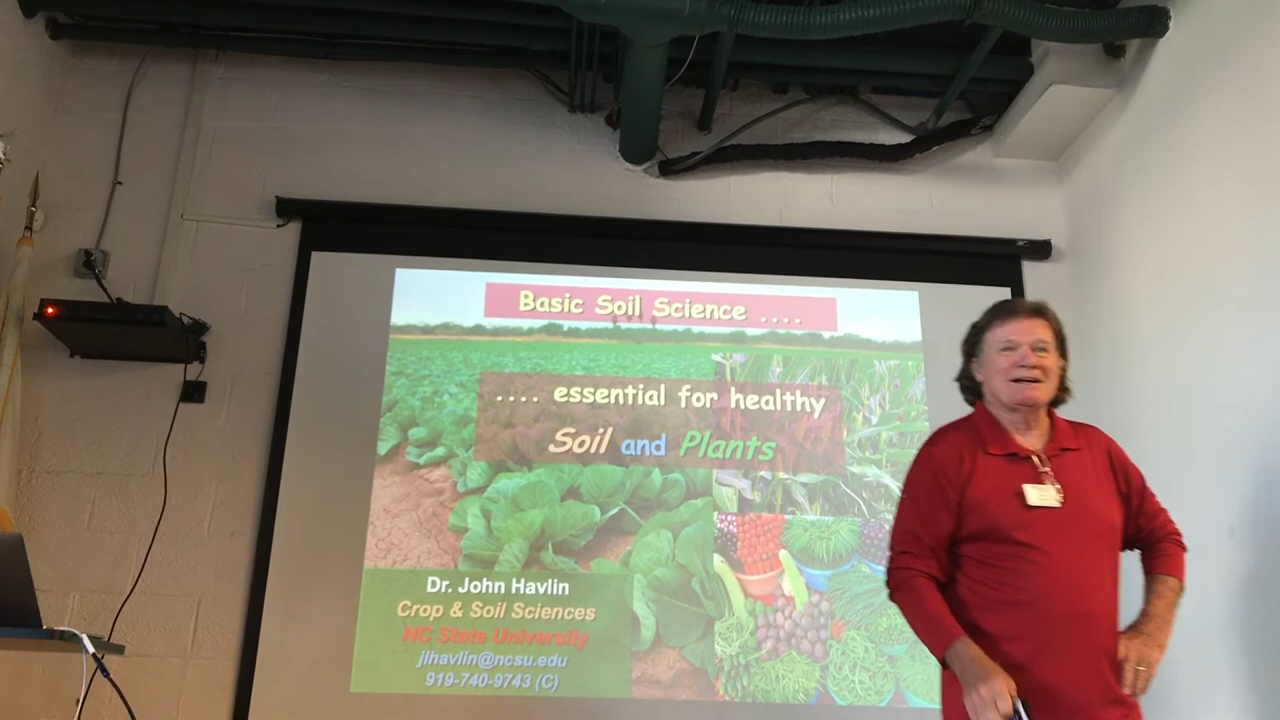 Basic Soil Science ....
.... essential for healthy
Soil and Plants
Dr. John Havlin
Crop & Soil Sciences
NC State University
jlhavlin@ncsu.edu
919-740-9743 (C)